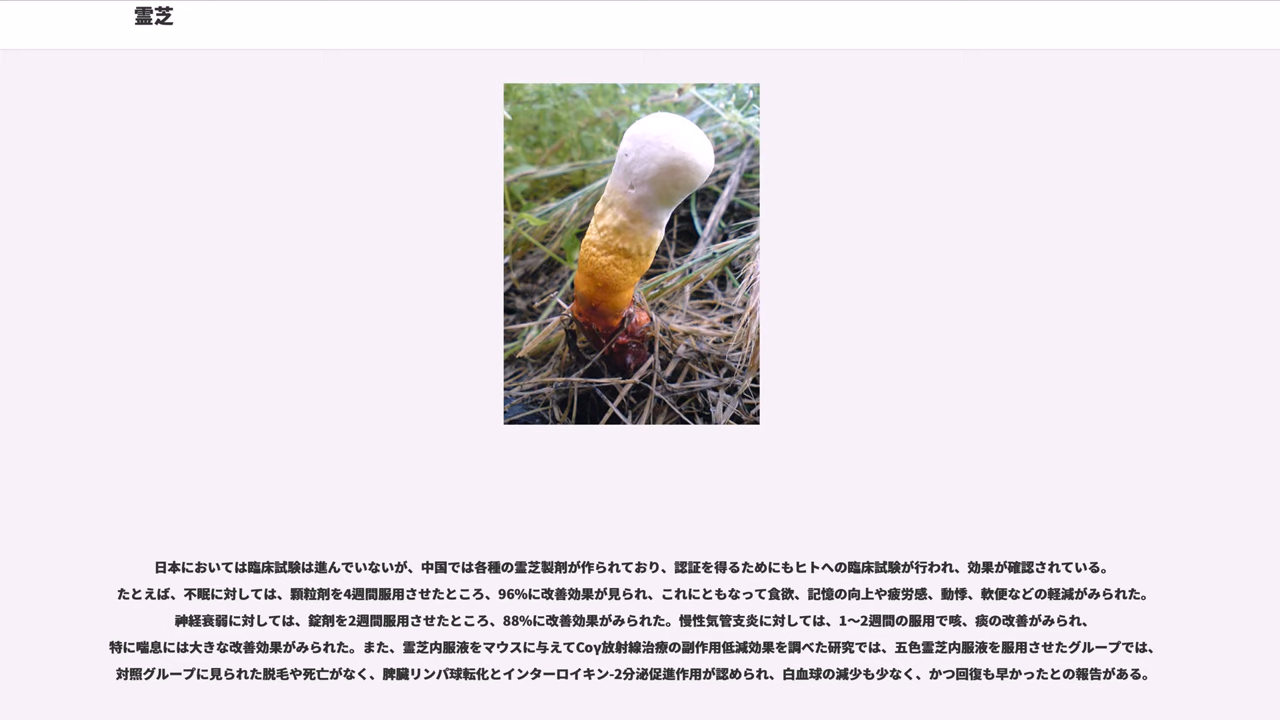 霊芝
日本においては臨床試験は進んでいないが、中国では各種の霊芝製剤が作られており、認証を得るためにもヒトへの臨床試験が行われ、効果が確認されている。
たとえば、不眠に対しては、顆粒剤を4週間服用させたところ、96%に改善効果が見られ、これにともなって食欲、記憶の向上や疲労感、動悸、軟便などの軽減がみられた。
神経衰弱に対しては、錠剤を2週間服用させたところ、88%に改善効果がみられた。慢性気管支炎に対しては、1〜2週間の服用で咳、痰の改善がみられ、
特に喘息には大きな改善効果がみられた。また、霊芝内服液をマウスに与えてCoγ放射線治療の副作用低減効果を調べた研究では、五色霊芝内服液を服用させたグループでは、
対照グループに見られた脱毛や死亡がなく、脾臓リンパ球転化とインターロイキン-2分泌促進作用が認められ、白血球の減少も少なく、かつ回復も早かったとの報告がある。